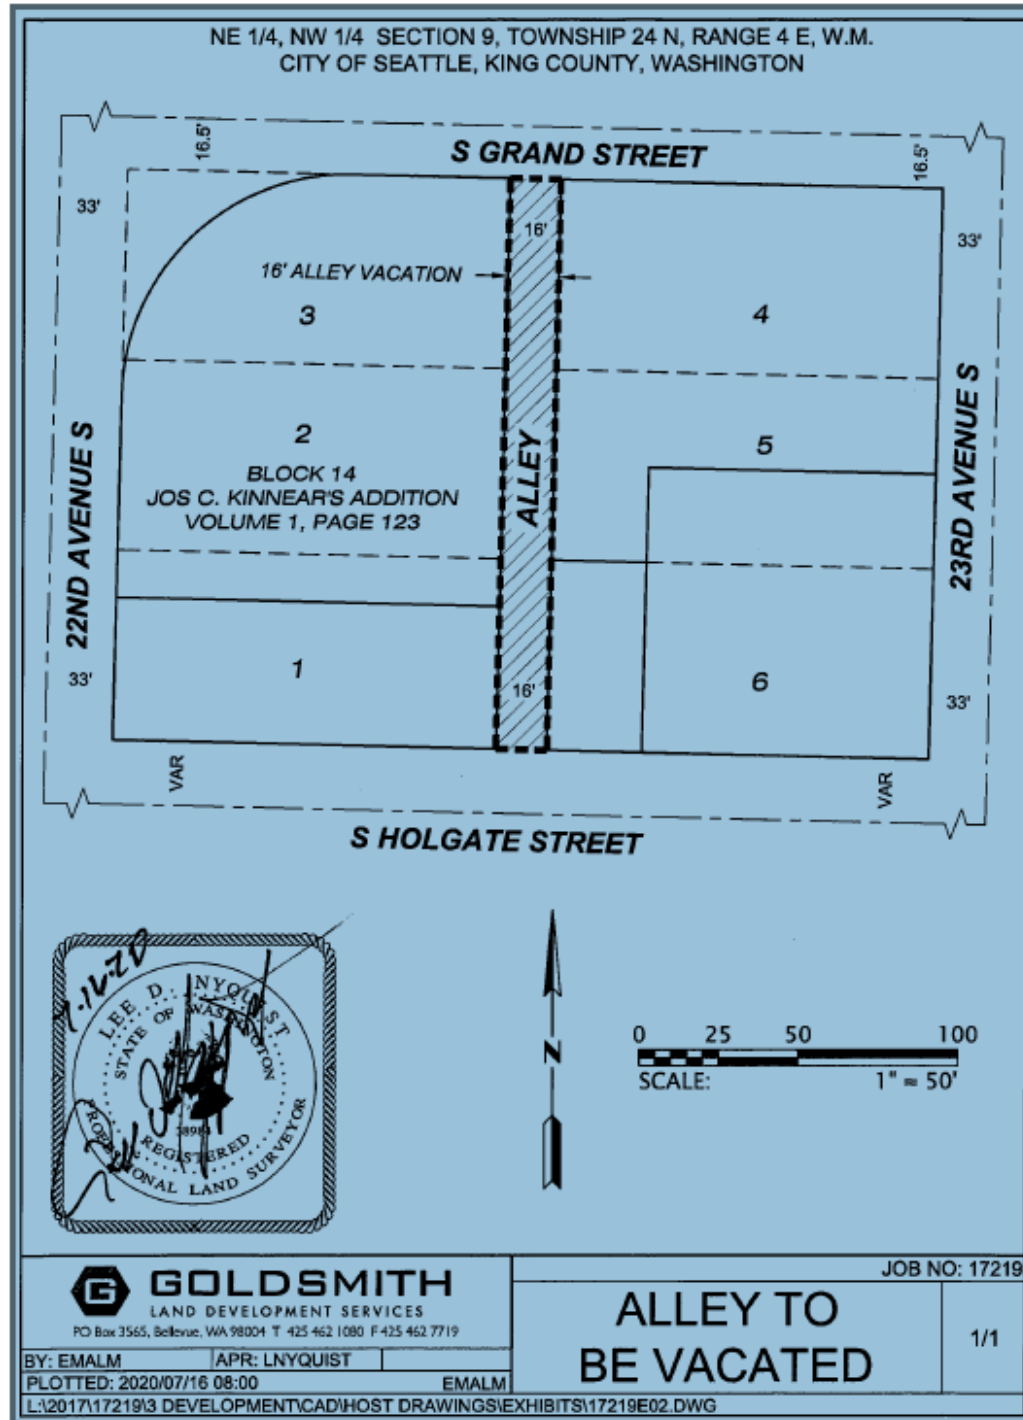 NE 1/4, NW 1/4 SECTION 9, TOWNSHIP 24 N, RANGE 4 E, W.M.
CITY OF SEATTLE, KING COUNTY, WASHINGTON
16.5'
S GRAND STREET
16.5'
33'
16'
33'
16' ALLEY VACATION
3
4
2
5
BLOCK 14
JOS C. KINNEAR'S ADDITION
VOLUME 1, PAGE 123
22ND AVENUE S
ALLEY
23RD AVENUE S
1
6
33'
16'
33'
VAR
VAR
S HOLGATE STREET
LEE D. NYQUIST
STATE OF WASHINGTON
REGISTERED
PROFESSIONAL LAND SURVEYOR
N
0 25 50 100
SCALE: 1" = 50'
G GOLDSMITH
LAND DEVELOPMENT SERVICES
PO Box 3565, Bellevue, WA 98004 T 425 462 1080 F 425 462 7719
BY: EMALM APR: LNYQUIST
PLOTTED: 2020/07/16 08:00 EMALM
L:\2017\17219\3 DEVELOPMENT\CAD\HOST DRAWINGS\EXHIBITS\17219E02.DWG
JOB NO: 17219
ALLEY TO
BE VACATED
1/1